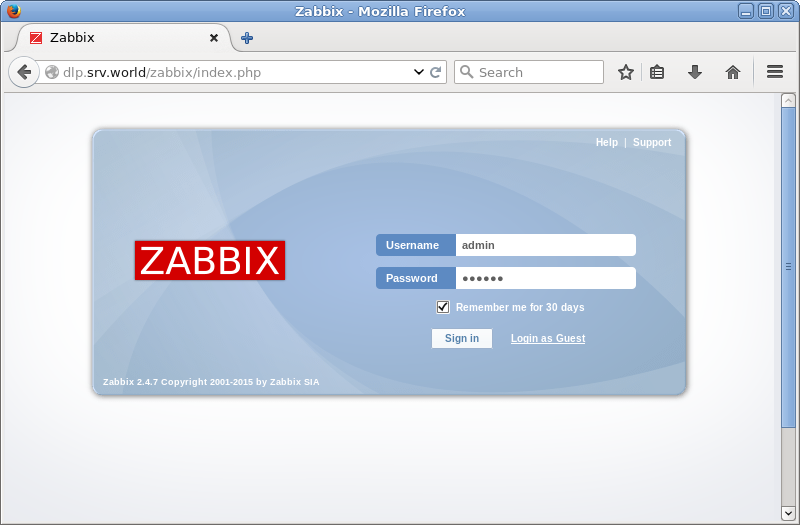 Zabbix - Mozilla Firefox
Zabbix
dlp.srv.world/zabbix/index.php
Search
Help | Support
ZABBIX
Username admin
Password ●●●●●●
Remember me for 30 days
Sign in Login as Guest
Zabbix 2.4.7 Copyright 2001-2015 by Zabbix SIA